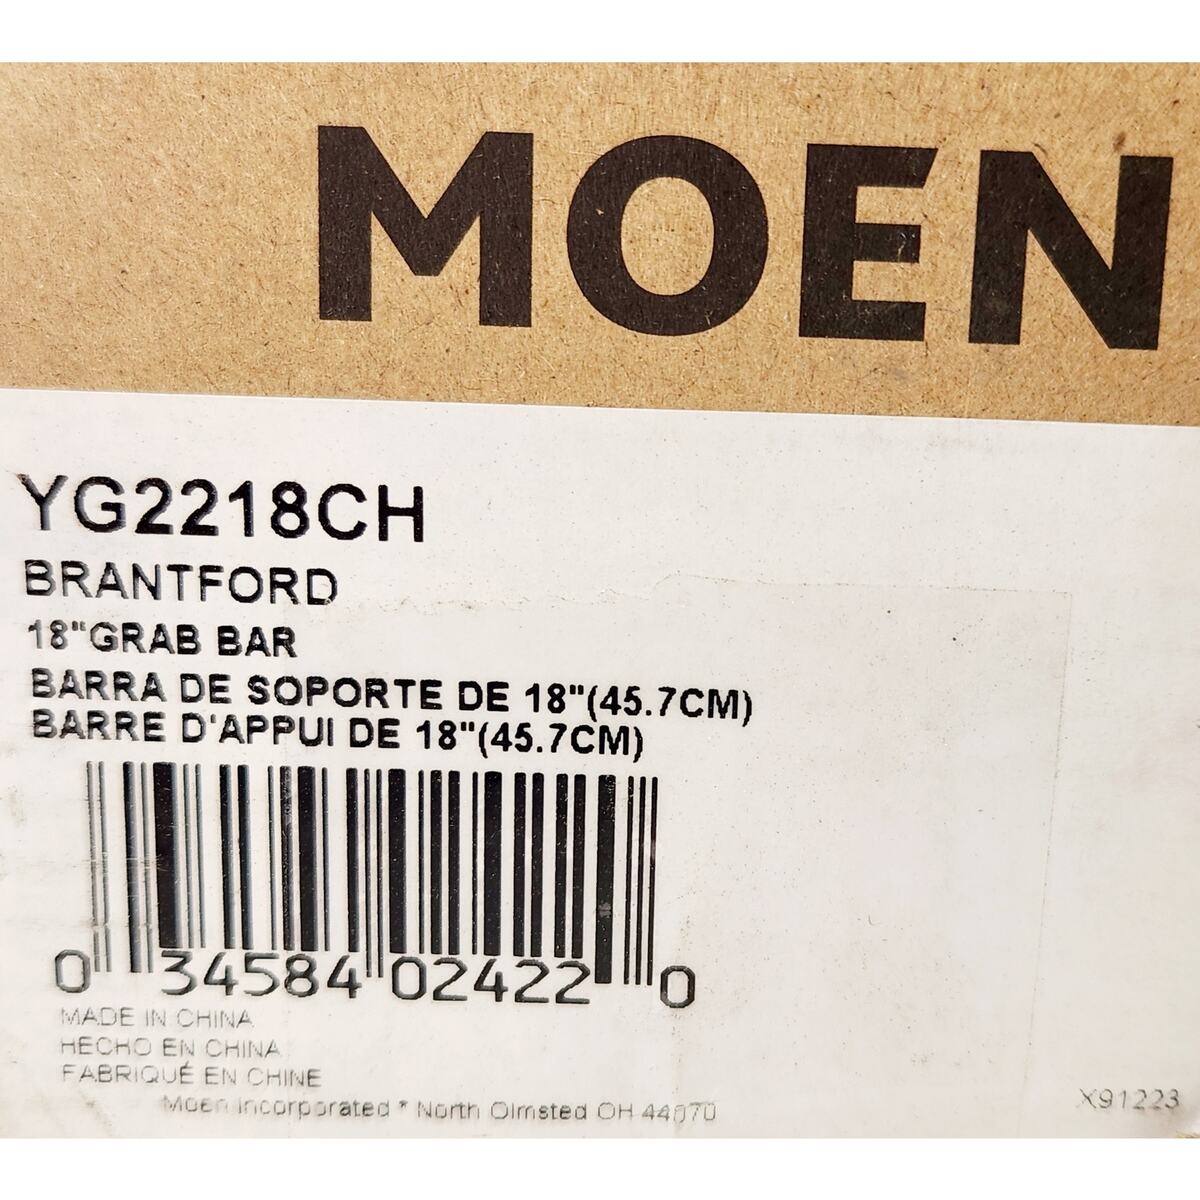 MOEN
YG2218CH
BRANTFORD
18"GRAB BAR
BARRA DE SOPORTE DE 18"(45.7CM)
BARRE D'APPUI DE 18"(45.7CM)
0 34584 02422 0
MADE IN CHINA
HECHO EN CHINA
FABRIQUÉ EN CHINE
Moen Incorporated * North Olmsted OH 44070
X91223